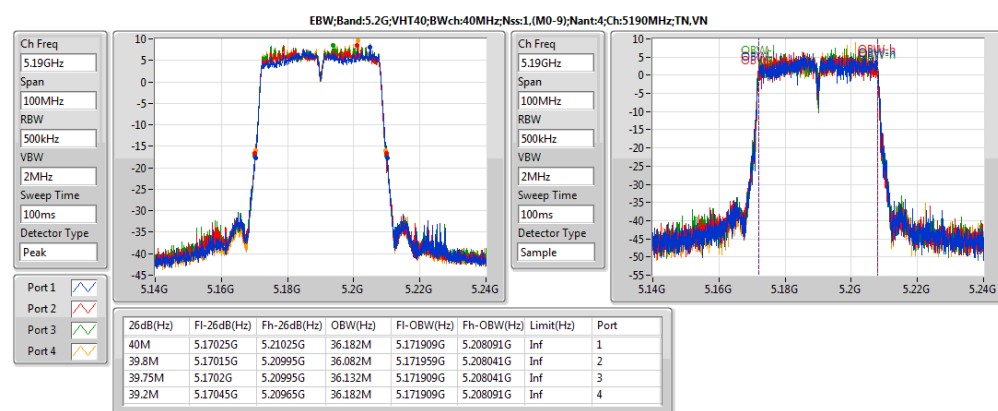 EBW;Band:5.2G;VHT40;BWch:40MHz;Nss:1,(M0-9);Nant:4;Ch:5190MHz;TN,VN
Ch Freq
5.19GHz
Span
100MHz
RBW
500kHz
VBW
2MHz
Sweep Time
100ms
Detector Type
Peak
10
5
0
-5
-10
-15
-20
-25
-30
-35
-40
-45
5.14G 5.16G 5.18G 5.2G 5.22G 5.24G
Ch Freq
5.19GHz
Span
100MHz
RBW
500kHz
VBW
2MHz
Sweep Time
100ms
Detector Type
Sample
10
5
0
-5
-10
-15
-20
-25
-30
-35
-40
-45
-50
-55
5.14G 5.16G 5.18G 5.2G 5.22G 5.24G
Port 1
Port 2
Port 3
Port 4
26dB(Hz) Fl-26dB(Hz) Fh-26dB(Hz) OBW(Hz) Fl-OBW(Hz) Fh-OBW(Hz) Limit(Hz) Port
40M 5.17025G 5.21025G 36.182M 5.171909G 5.208091G Inf 1
39.8M 5.17015G 5.20995G 36.082M 5.171959G 5.208041G Inf 2
39.75M 5.1702G 5.20995G 36.132M 5.171909G 5.208041G Inf 3
39.2M 5.17045G 5.20965G 36.182M 5.171909G 5.208091G Inf 4